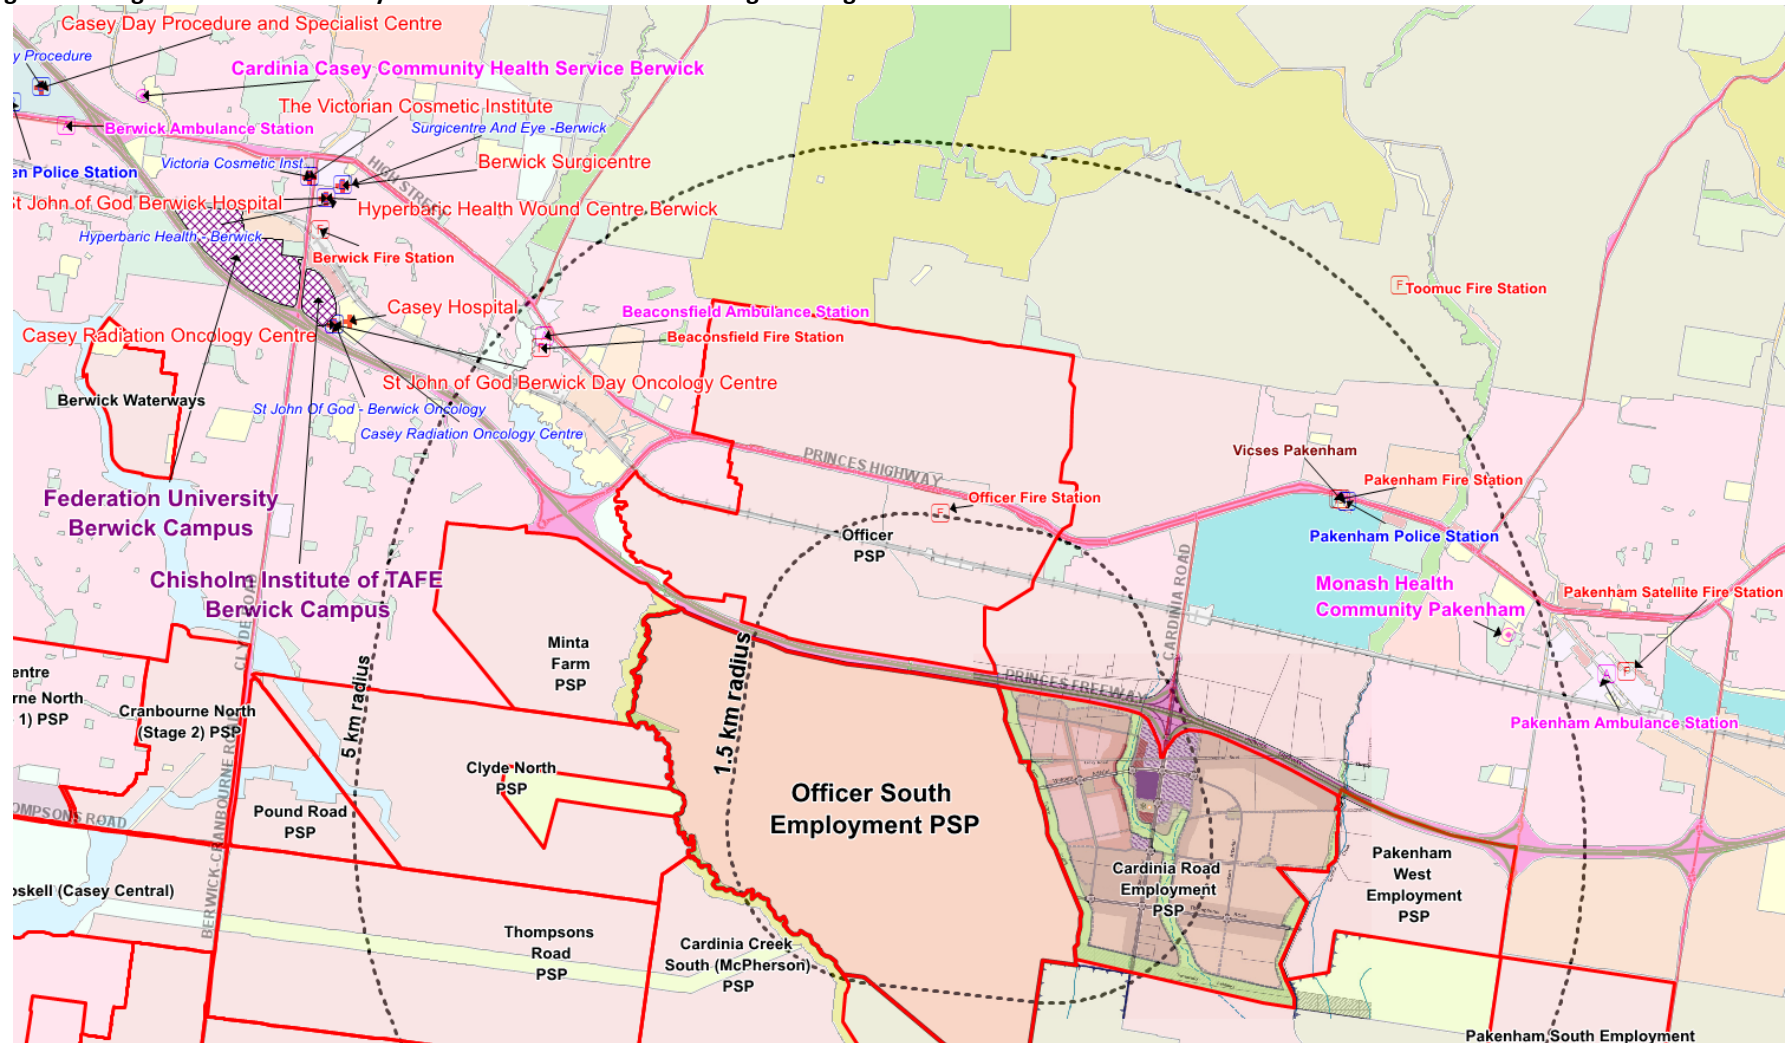 Casey Day Procedure and Specialist Centre
y Procedure
Cardinia Casey Community Health Service Berwick
The Victorian Cosmetic Institute
Berwick Ambulance Station
Surgicentre And Eye -Berwick
Victoria Cosmetic Inst
Berwick Surgicentre
en Police Station
HIGH STREET
St John of God Berwick Hospital
Hyperbaric Health Wound Centre Berwick
Hyperbaric Health - Berwick
Berwick Fire Station
Toomuc Fire Station
Casey Hospital
Beaconsfield Ambulance Station
Casey Radiation Oncology Centre
Beaconsfield Fire Station
St John of God Berwick Day Oncology Centre
Berwick Waterways
St John Of God - Berwick Oncology
Casey Radiation Oncology Centre
PRINCES HIGHWAY
Vicses Pakenham
Pakenham Fire Station
Federation University
Berwick Campus
Officer Fire Station
Officer
PSP
Pakenham Police Station
CARDINIA ROAD
Chisholm Institute of TAFE
Berwick Campus
Monash Health
Community Pakenham
Pakenham Satellite Fire Station
CLYDE ROAD
Minta
Farm
PSP
5 km radius
1.5 km radius
PRINCES FREEWAY
entre
rne North
1) PSP
Cranbourne North
(Stage 2) PSP
Pakenham Ambulance Station
BERWICK-CRANBOURNE ROAD
Clyde North
PSP
Officer South
Employment PSP
OMPSONS ROAD
Pound Road
PSP
Cardinia Road
Employment
PSP
Pakenham
West
Employment
PSP
oskell (Casey Central)
Thompsons
Road
PSP
Cardinia Creek
South (McPherson)
PSP
Pakenham South Employment